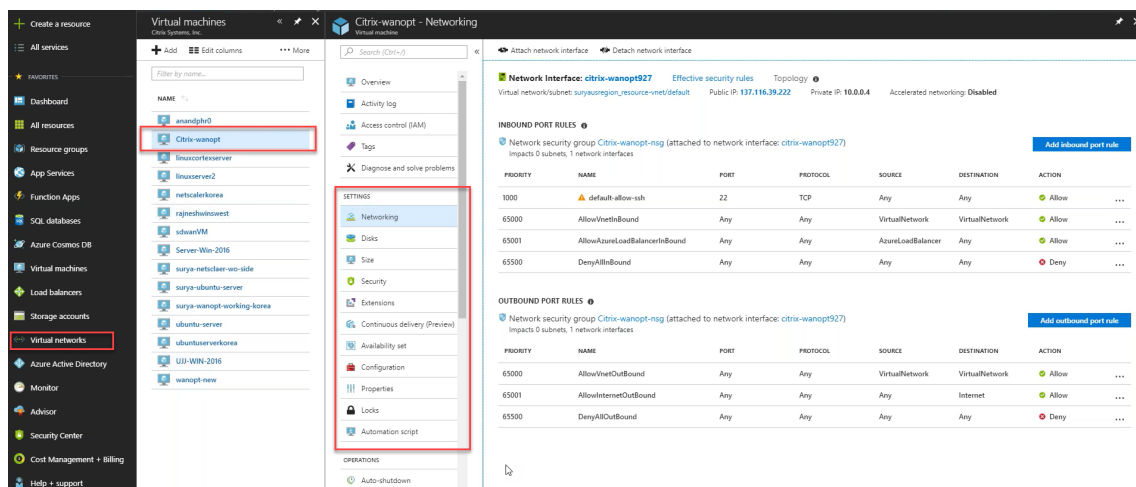 Create a resource
All services
FAVORITES
Dashboard
All resources
Resource groups
App Services
Function Apps
SQL databases
Azure Cosmos DB
Virtual machines
Load balancers
Storage accounts
Virtual networks
Azure Active Directory
Monitor
Advisor
Security Center
Cost Management + Billing
Help + support
Virtual machines
Citrix Systems, Inc.
Add Edit columns ••• More
Filter by name...
NAME
anandphr0
Citrix-wanopt
linuxcortexserver
linuxserver2
netscalerkorea
rajneshwinswest
sdwanVM
Server-Win-2016
surya-netsclaer-wo-side
surya-ubuntu-server
surya-wanopt-working-korea
ubuntu-server
ubuntuserverkorea
UJJ-WIN-2016
wanopt-new
Citrix-wanopt - Networking
Virtual machine
Search (Ctrl+/)
Overview
Activity log
Access control (IAM)
Tags
Diagnose and solve problems
SETTINGS
Networking
Disks
Size
Security
Extensions
Continuous delivery (Preview)
Availability set
Configuration
Properties
Locks
Automation script
OPERATIONS
Auto-shutdown
Attach network interface Detach network interface
Network Interface: citrix-wanopt927 Effective security rules Topology
Virtual network/subnet: suryausregion_resource-vnet/default Public IP: 137.116.39.222 Private IP: 10.0.0.4 Accelerated networking: Disabled
INBOUND PORT RULES
Network security group Citrix-wanopt-nsg (attached to network interface: citrix-wanopt927)
Impacts 0 subnets, 1 network interfaces
Add inbound port rule
PRIORITY NAME PORT PROTOCOL SOURCE DESTINATION ACTION
1000 default-allow-ssh 22 TCP Any Any Allow ...
65000 AllowVnetInBound Any Any VirtualNetwork VirtualNetwork Allow ...
65001 AllowAzureLoadBalancerInBound Any Any AzureLoadBalancer Any Allow ...
65500 DenyAllInBound Any Any Any Any Deny ...
OUTBOUND PORT RULES
Network security group Citrix-wanopt-nsg (attached to network interface: citrix-wanopt927)
Impacts 0 subnets, 1 network interfaces
Add outbound port rule
PRIORITY NAME PORT PROTOCOL SOURCE DESTINATION ACTION
65000 AllowVnetOutBound Any Any VirtualNetwork VirtualNetwork Allow ...
65001 AllowInternetOutBound Any Any Any Internet Allow ...
65500 DenyAllOutBound Any Any Any Any Deny ...